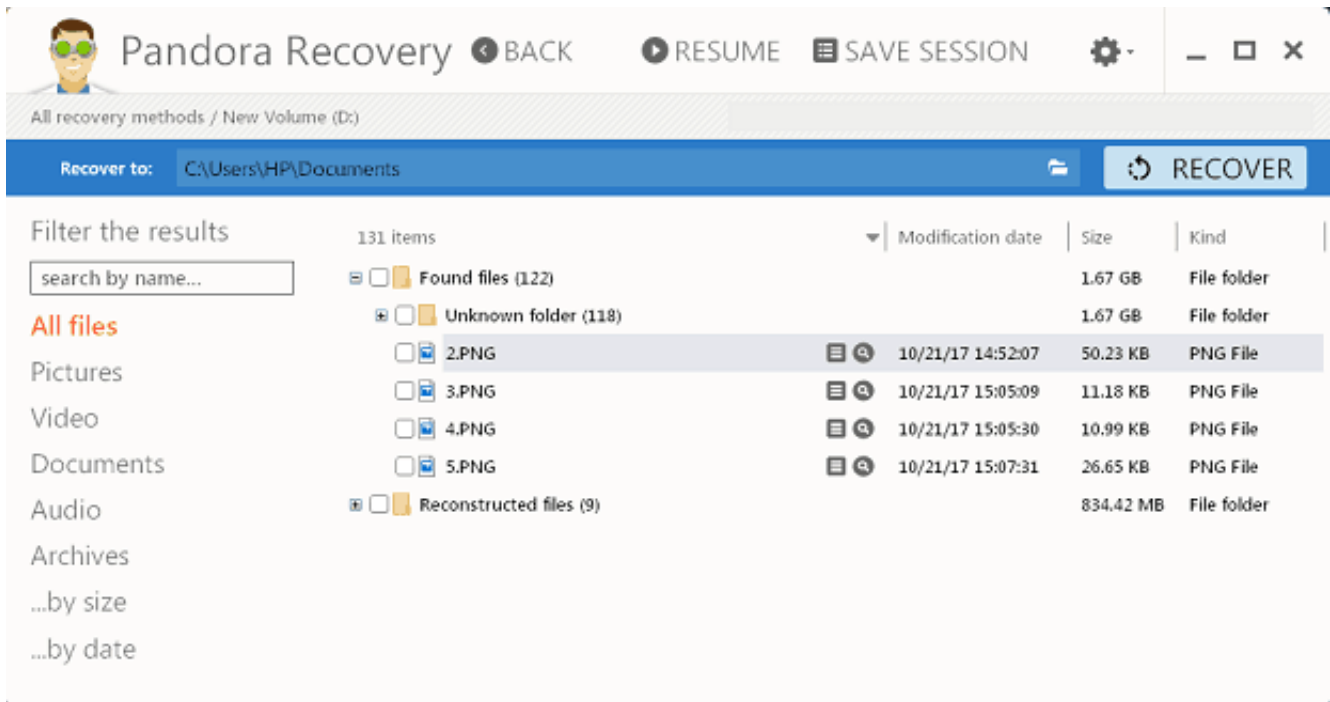 Pandora Recovery BACK RESUME SAVE SESSION
All recovery methods / New Volume (D:)
Recover to: C:\Users\HP\Documents RECOVER
Filter the results
search by name...
All files
Pictures
Video
Documents
Audio
Archives
...by size
...by date
131 items Modification date Size Kind
Found files (122) 1.67 GB File folder
Unknown folder (118) 1.67 GB File folder
2.PNG 10/21/17 14:52:07 50.23 KB PNG File
3.PNG 10/21/17 15:05:09 11.18 KB PNG File
4.PNG 10/21/17 15:05:30 10.99 KB PNG File
5.PNG 10/21/17 15:07:31 26.65 KB PNG File
Reconstructed files (9) 834.42 MB File folder